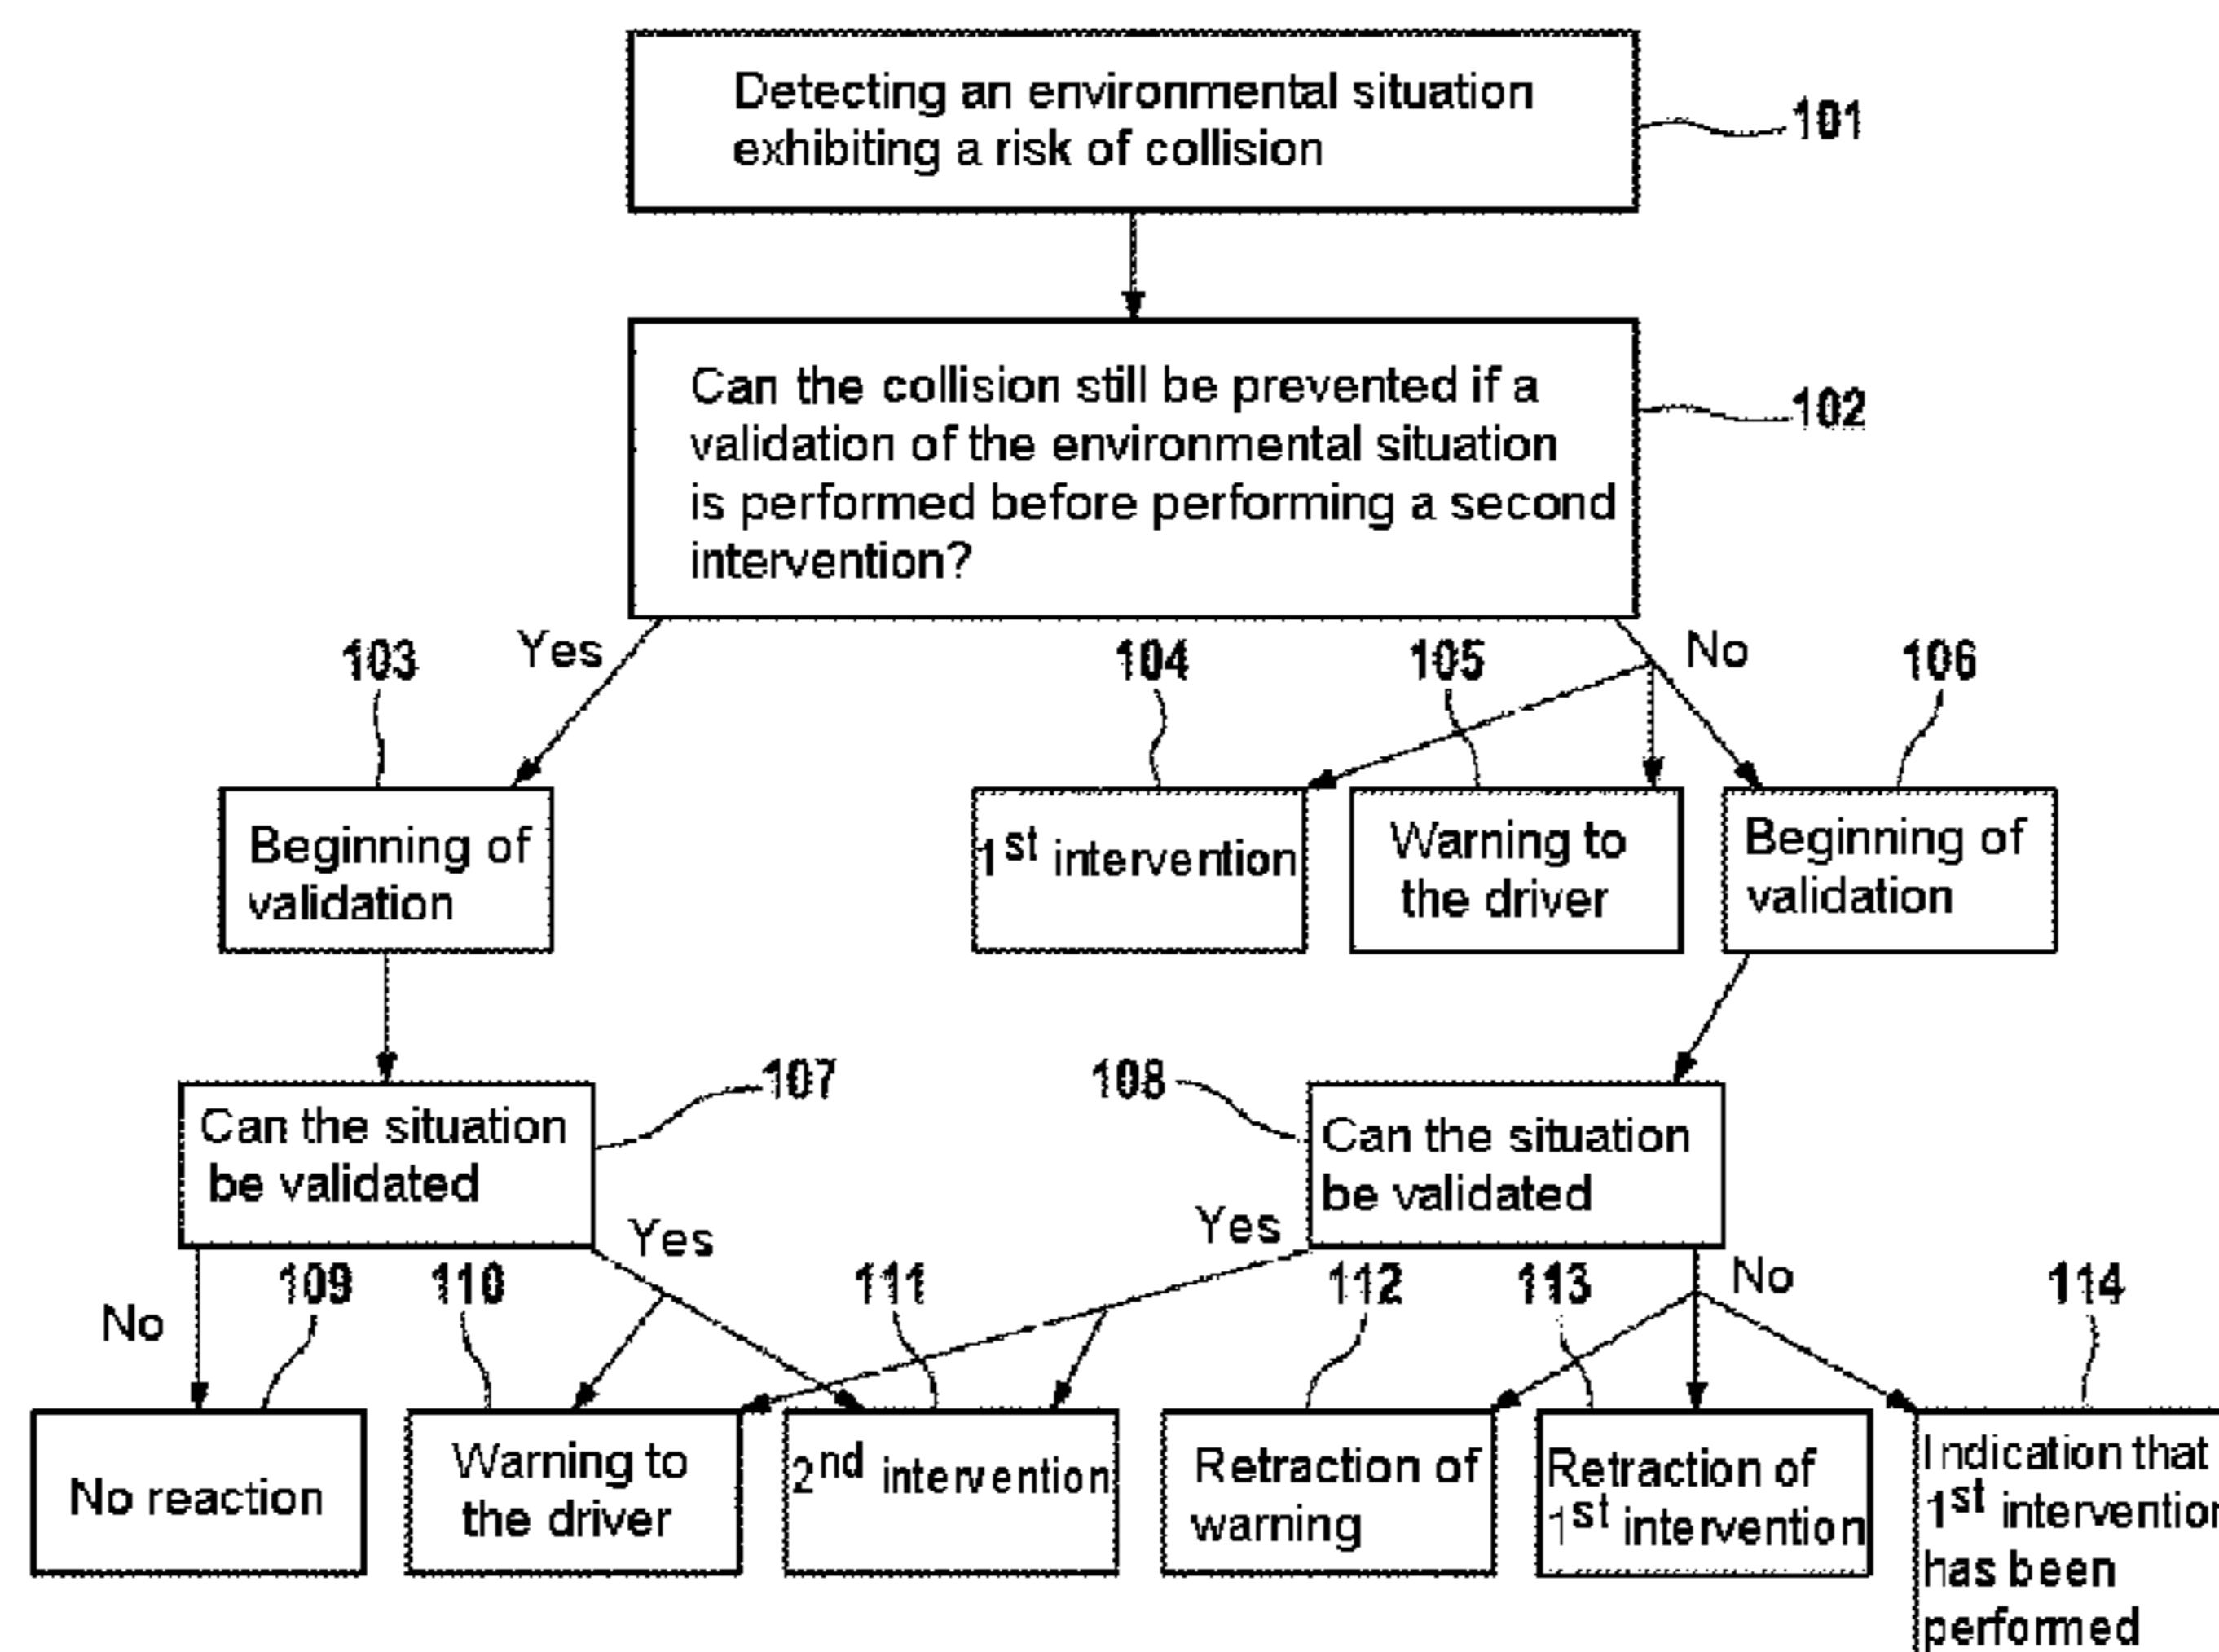 Detecting an environmental situation
exhibiting a risk of collision
101
Can the collision still be prevented if a
validation of the environmental situation
is performed before performing a second
intervention?
102
103
Yes
104
105
No
106
Beginning of
validation
1st intervention
Warning to
the driver
Beginning of
validation
Can the situation
be validated
107
108
Can the situation
be validated
No
109
110
Yes
111
Yes
112
113
No
114
No reaction
Warning to
the driver
2nd intervention
Retraction of
warning
Retraction of
1st intervention
Indication that
1st intervention
has been
performed